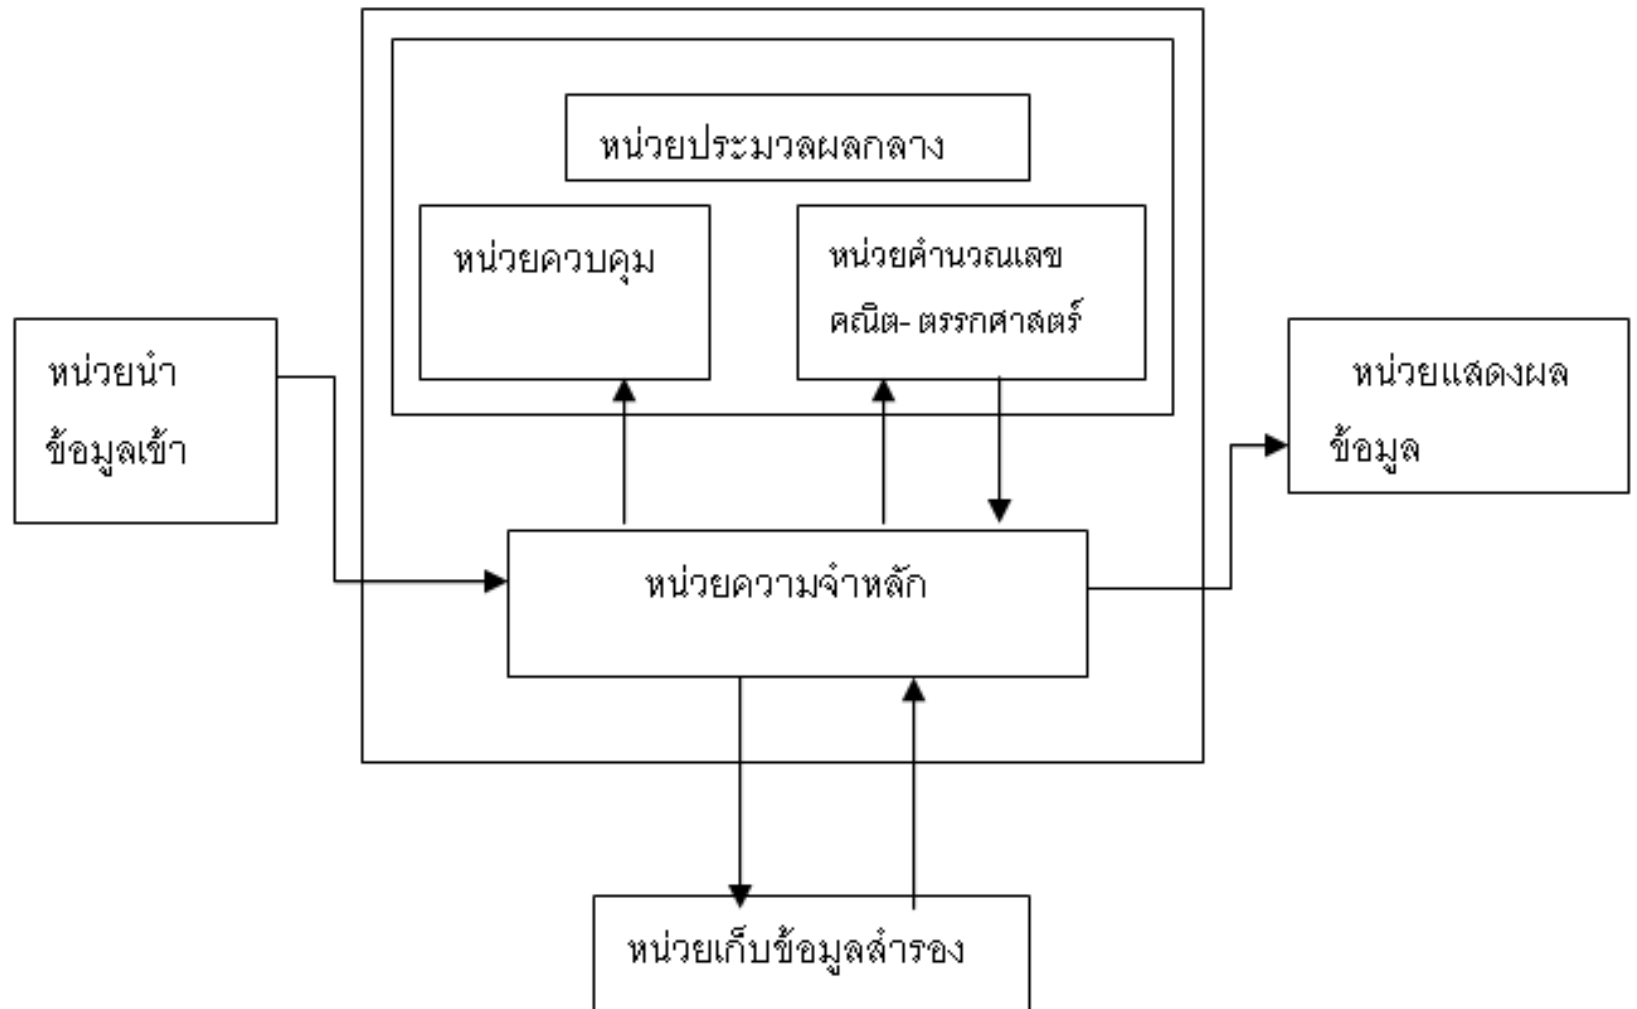 หน่วยประมวลผลกลาง
หน่วยควบคุม
หน่วยคำนวณเลข
คณิต- ตรรกศาสตร์
หน่วยนำ
ข้อมูลเข้า
หน่วยแสดงผล
ข้อมูล
หน่วยความจำหลัก
หน่วยเก็บข้อมูลสำรอง